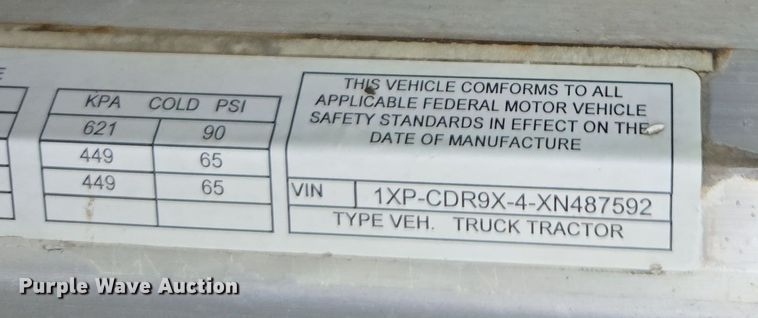 E
KPA COLD PSI
621 90
449 65
449 65
THIS VEHICLE COMFORMS TO ALL
APPLICABLE FEDERAL MOTOR VEHICLE
SAFETY STANDARDS IN EFFECT ON THE
DATE OF MANUFACTURE
VIN 1XP-CDR9X-4-XN487592
TYPE VEH. TRUCK TRACTOR
Purple Wave Auction